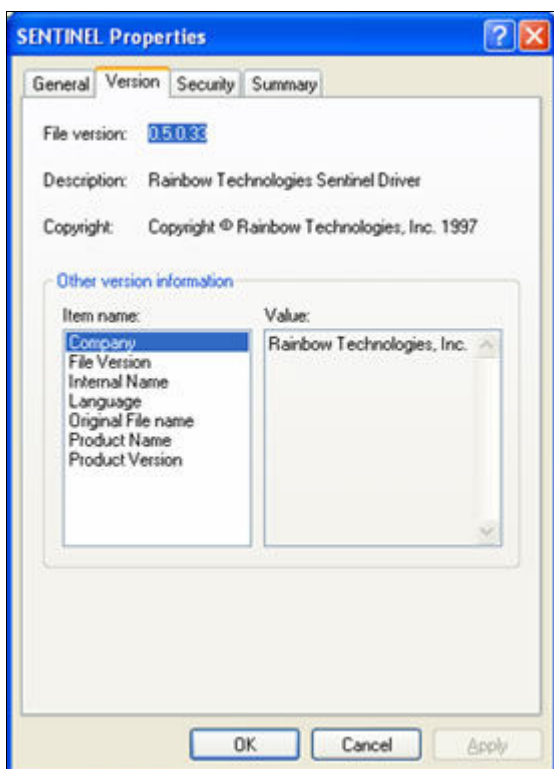 SENTINEL Properties
General Version Security Summary
File version: 0.5.0.33
Description: Rainbow Technologies Sentinel Driver
Copyright: Copyright © Rainbow Technologies, Inc. 1997
Other version information
Item name: Value:
Company Rainbow Technologies, Inc.
File Version
Internal Name
Language
Original File name
Product Name
Product Version
OK Cancel Apply